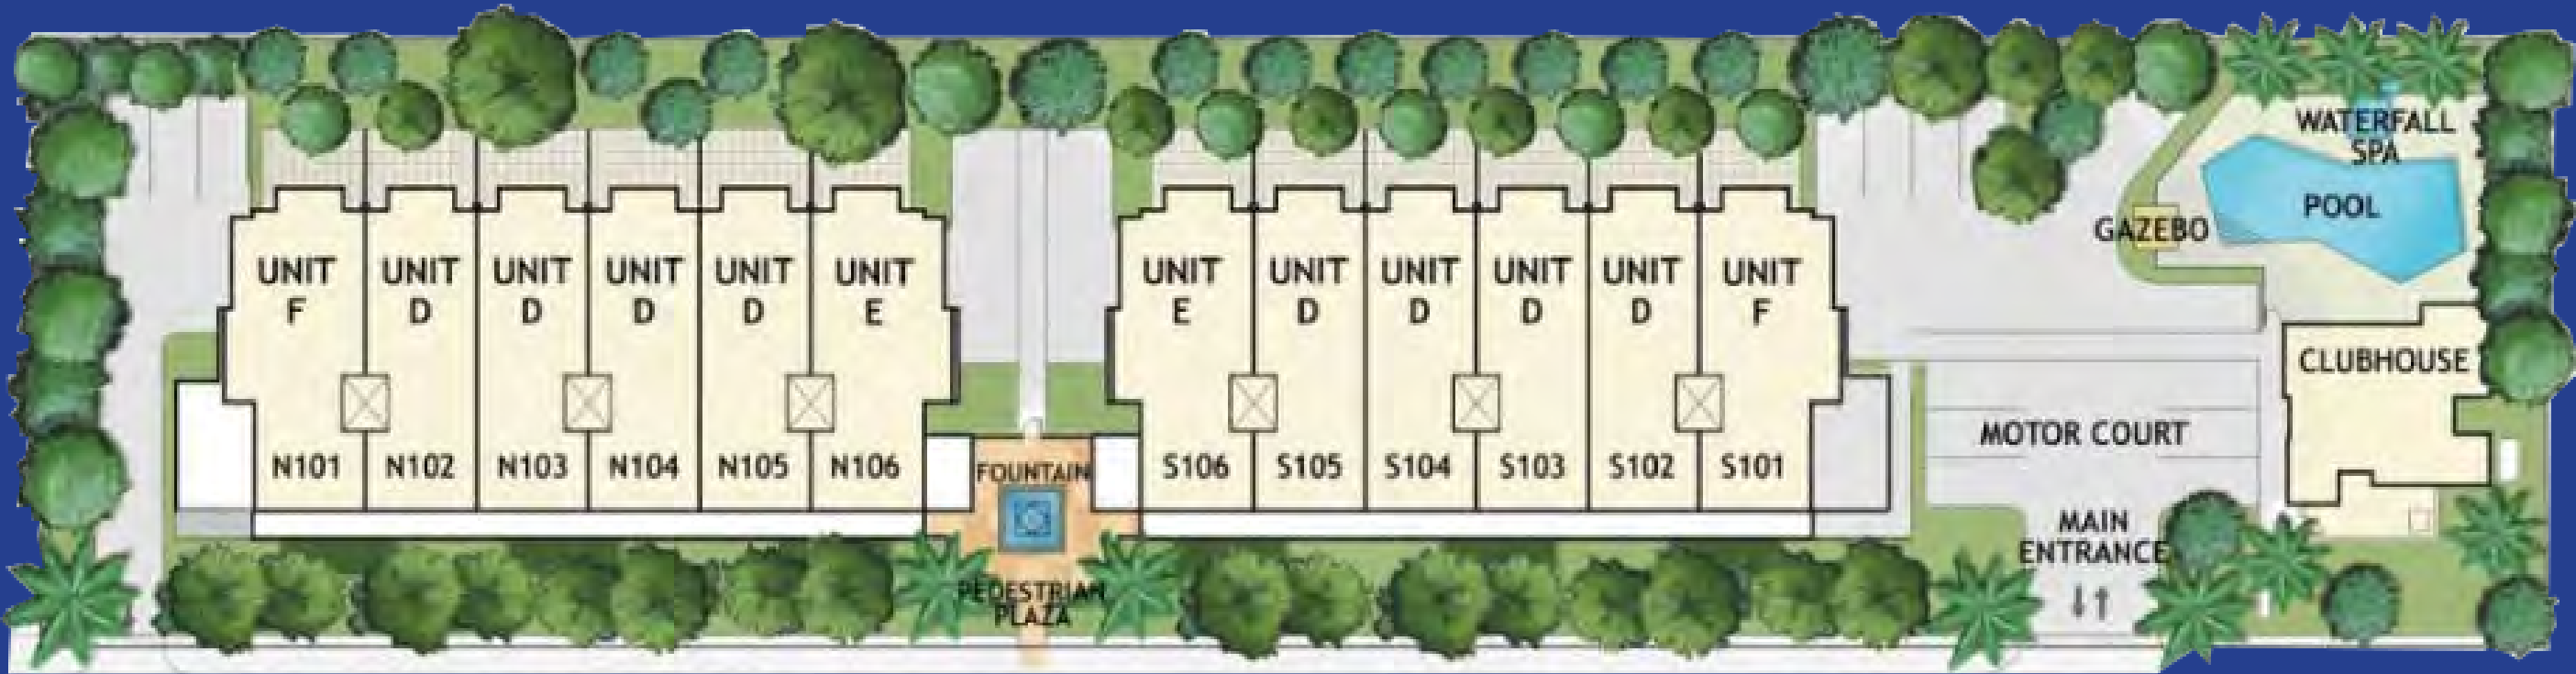 WATERFALL
SPA
POOL
GAZEBO
UNIT
F
UNIT
D
UNIT
D
UNIT
D
UNIT
D
UNIT
E
UNIT
E
UNIT
D
UNIT
D
UNIT
D
UNIT
D
UNIT
F
CLUBHOUSE
MOTOR COURT
N101
N102
N103
N104
N105
N106
FOUNTAIN
S106
S105
S104
S103
S102
S101
MAIN
ENTRANCE
PEDESTRIAN
PLAZA